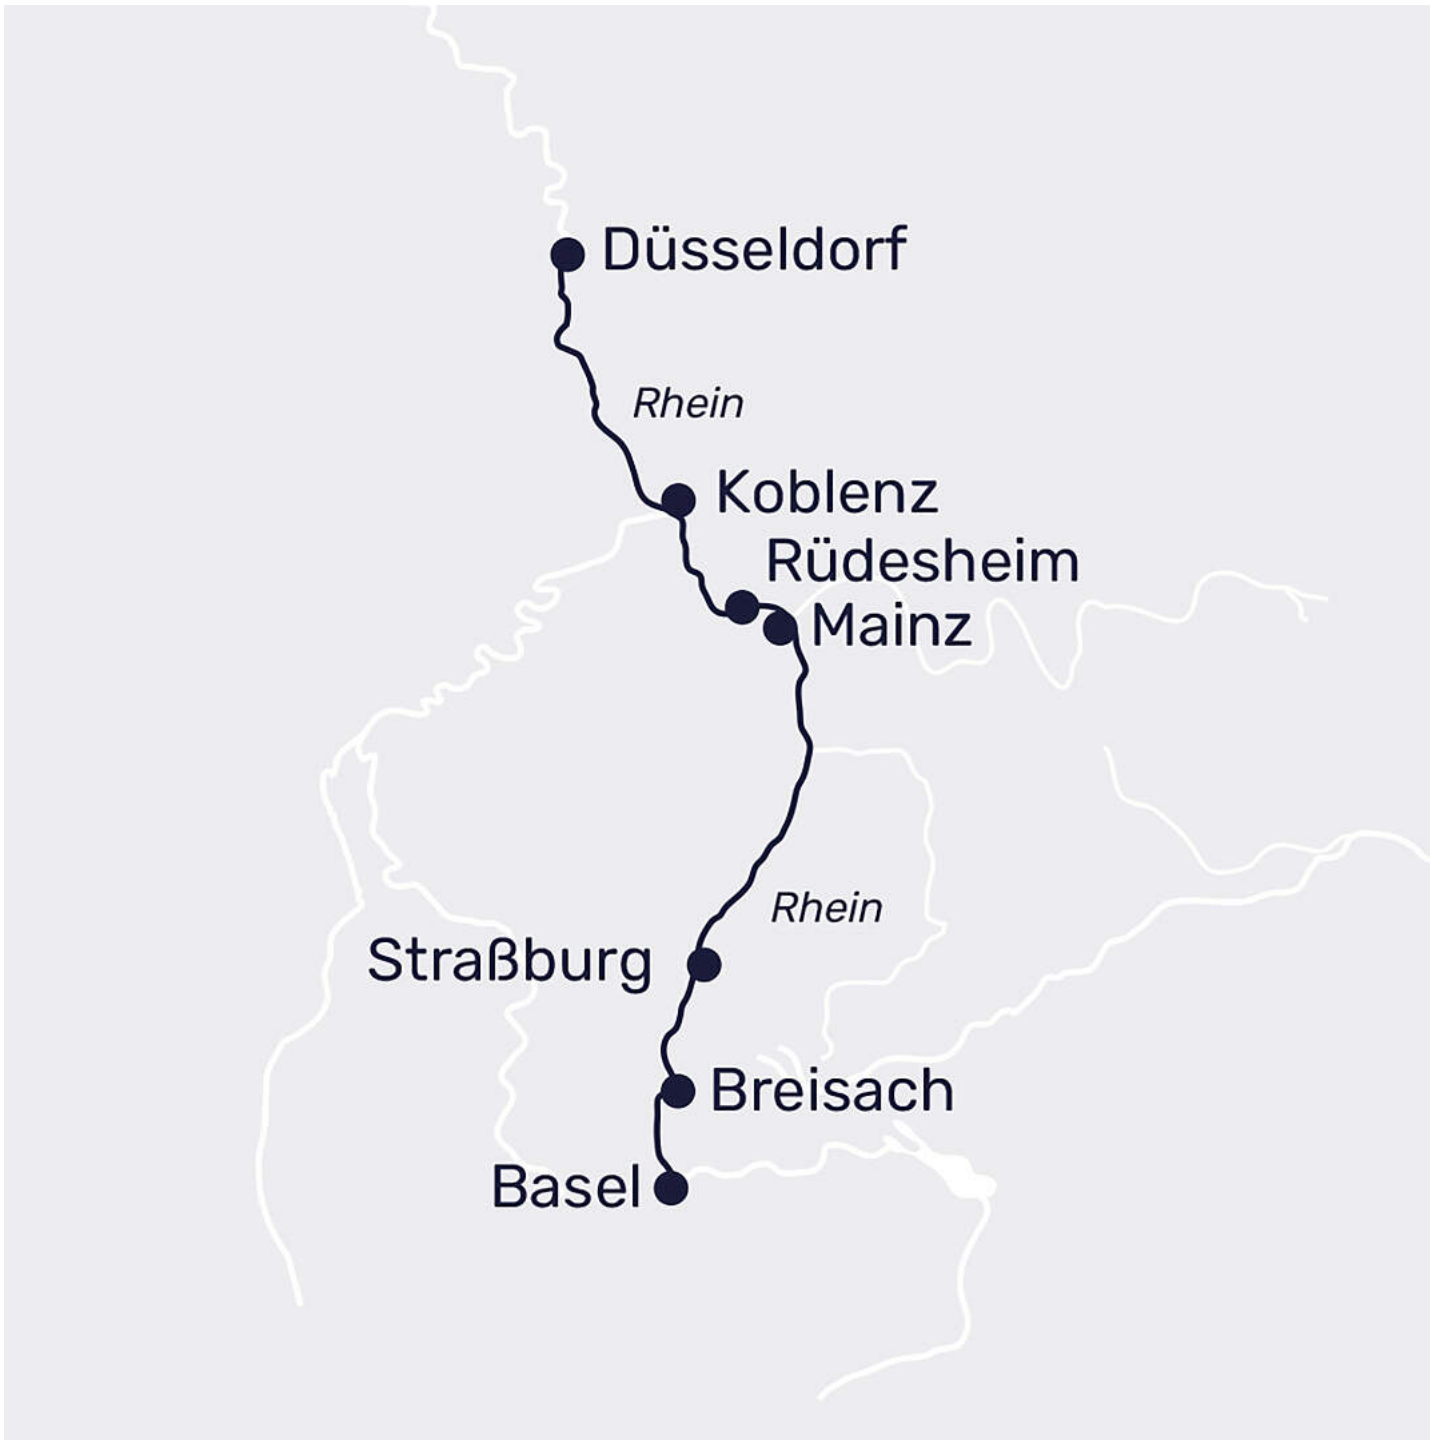 Düsseldorf
Rhein
Koblenz
Rüdesheim
Mainz
Rhein
Straßburg
Breisach
Basel